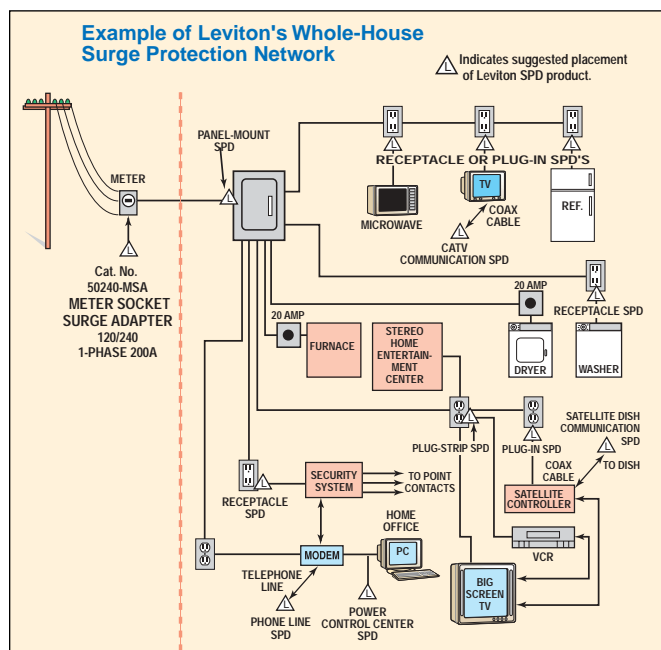 Example of Leviton's Whole-House
Surge Protection Network
L Indicates suggested placement
of Leviton SPD product.
PANEL-MOUNT
SPD
L
METER
L
Cat. No.
50240-MSA
METER SOCKET
SURGE ADAPTER
120/240
1-PHASE 200A
L
L
L
RECEPTACLE OR PLUG-IN SPD'S
MICROWAVE
TV
COAX
CABLE
L
CATV
COMMUNICATION SPD
REF.
20 AMP
L
RECEPTACLE SPD
DRYER
WASHER
20 AMP
FURNACE
STEREO
HOME
ENTERTAIN-
MENT
CENTER
L
PLUG-STRIP SPD
L
PLUG-IN SPD
SATELLITE DISH
COMMUNICATION
SPD
L
TO DISH
COAX
CABLE
SATELLITE
CONTROLLER
L
RECEPTACLE
SPD
SECURITY
SYSTEM
TO POINT
CONTACTS
HOME
OFFICE
MODEM
PC
TELEPHONE
LINE
L
PHONE LINE
SPD
L
POWER
CONTROL CENTER
SPD
VCR
BIG
SCREEN
TV